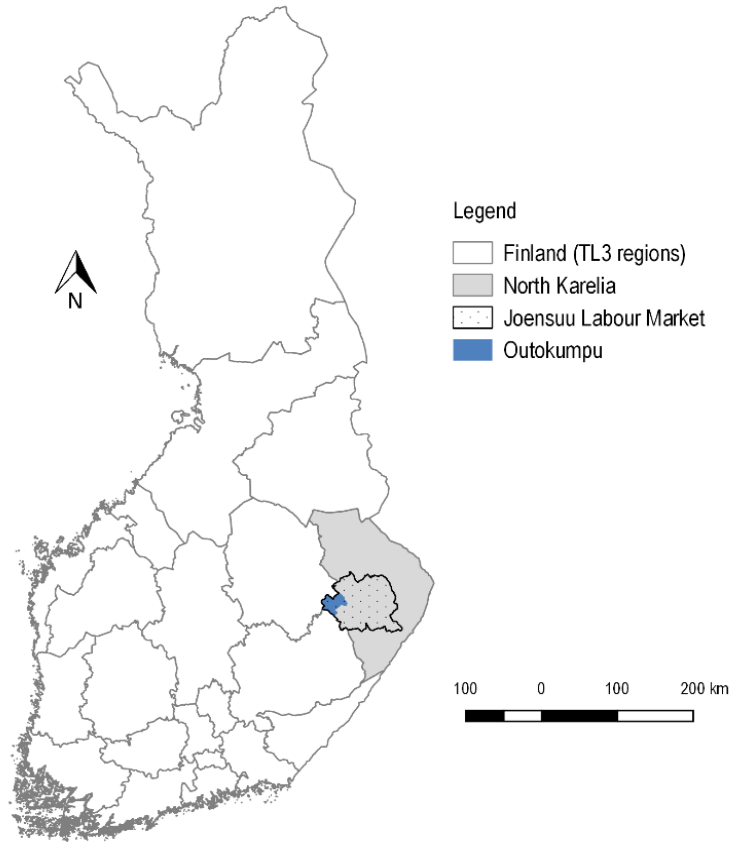 Legend
Finland (TL3 regions)
North Karelia
Joensuu Labour Market
Outokumpu
N
100 0 100 200 km